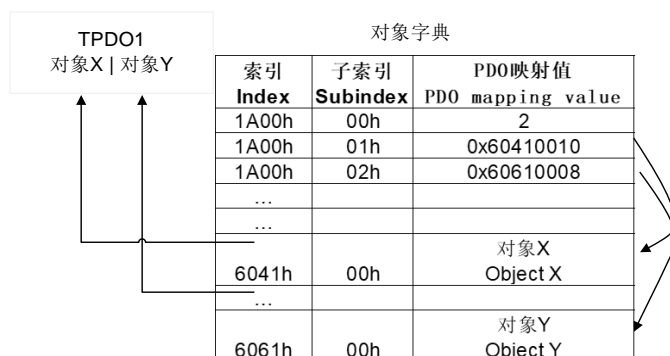 TPDO1
对象X | 对象Y
对象字典
索引 子索引 PDO映射值
Index Subindex PDO mapping value
1A00h 00h 2
1A00h 01h 0x60410010
1A00h 02h 0x60610008
...
...
对象X
6041h 00h Object X
...
对象Y
6061h 00h Object Y